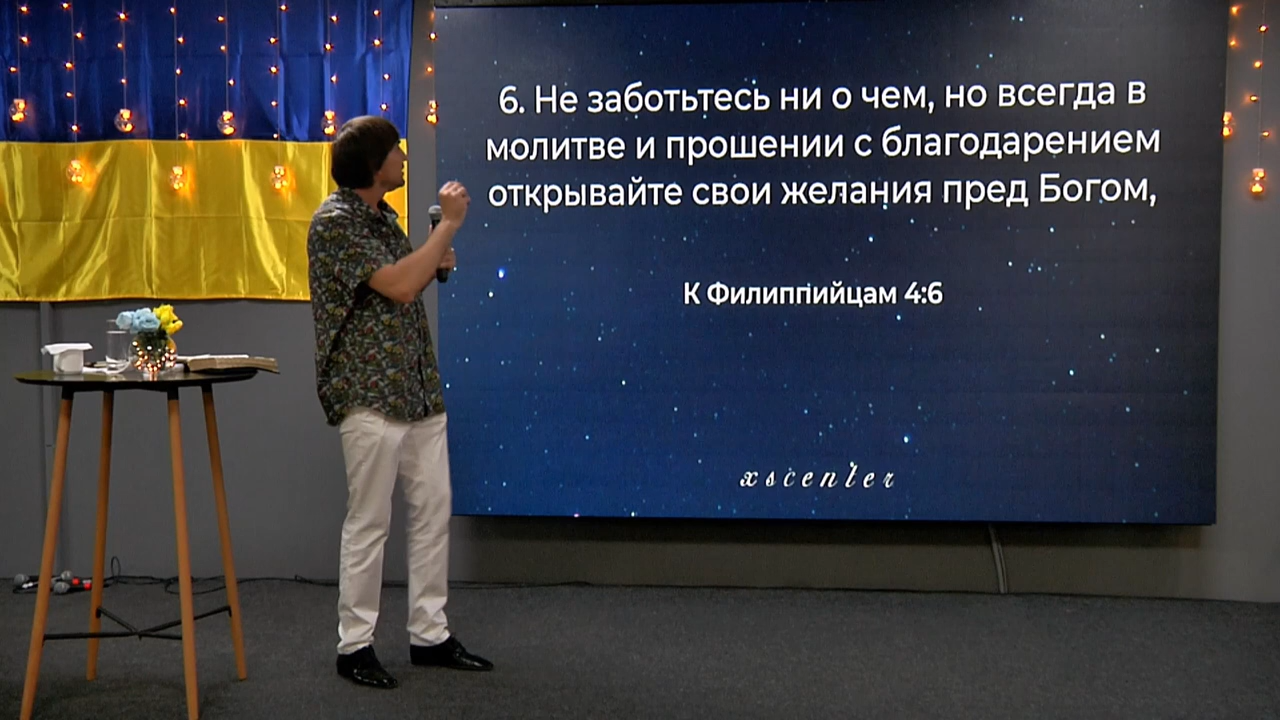 6. Не заботьтесь ни о чем, но всегда в
молитве и прошении с благодарением
открывайте свои желания пред Богом,
К Филиппийцам 4:6
xscenter